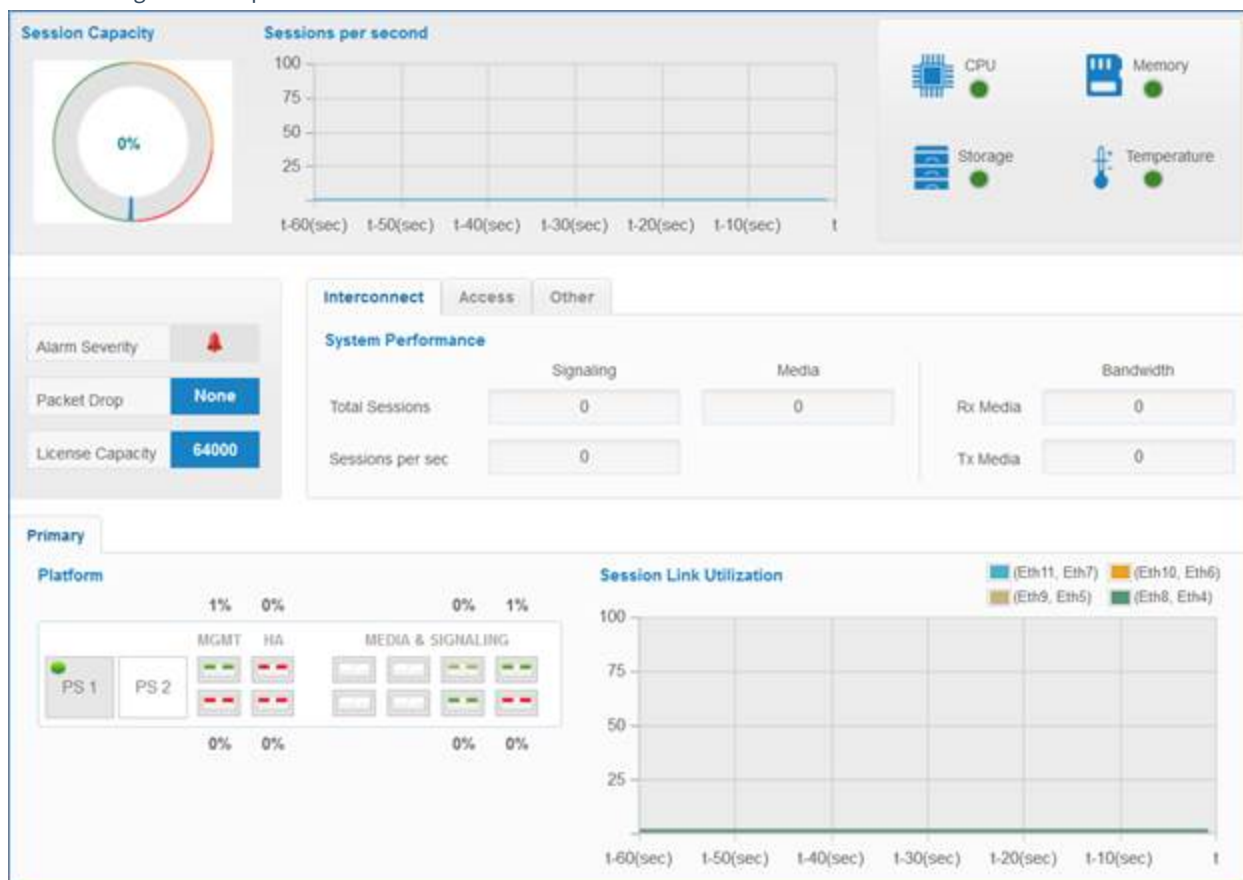 Session Capacity
0%
Sessions per second
100
75
50
25
t-60(sec) t-50(sec) t-40(sec) t-30(sec) t-20(sec) t-10(sec) t
CPU Memory
Storage Temperature
Alarm Severity
Packet Drop None
License Capacity 64000
Interconnect Access Other
System Performance
Signaling Media Bandwidth
Total Sessions 0 0 Rx Media 0
Sessions per sec 0 Tx Media 0
Primary
Platform
1% 0% 0% 1%
MGMT HA MEDIA & SIGNALING
PS 1 PS 2
0% 0% 0% 0%
Session Link Utilization
(Eth11, Eth7) (Eth10, Eth6)
(Eth9, Eth5) (Eth8, Eth4)
100
75
50
25
t-60(sec) t-50(sec) t-40(sec) t-30(sec) t-20(sec) t-10(sec) t